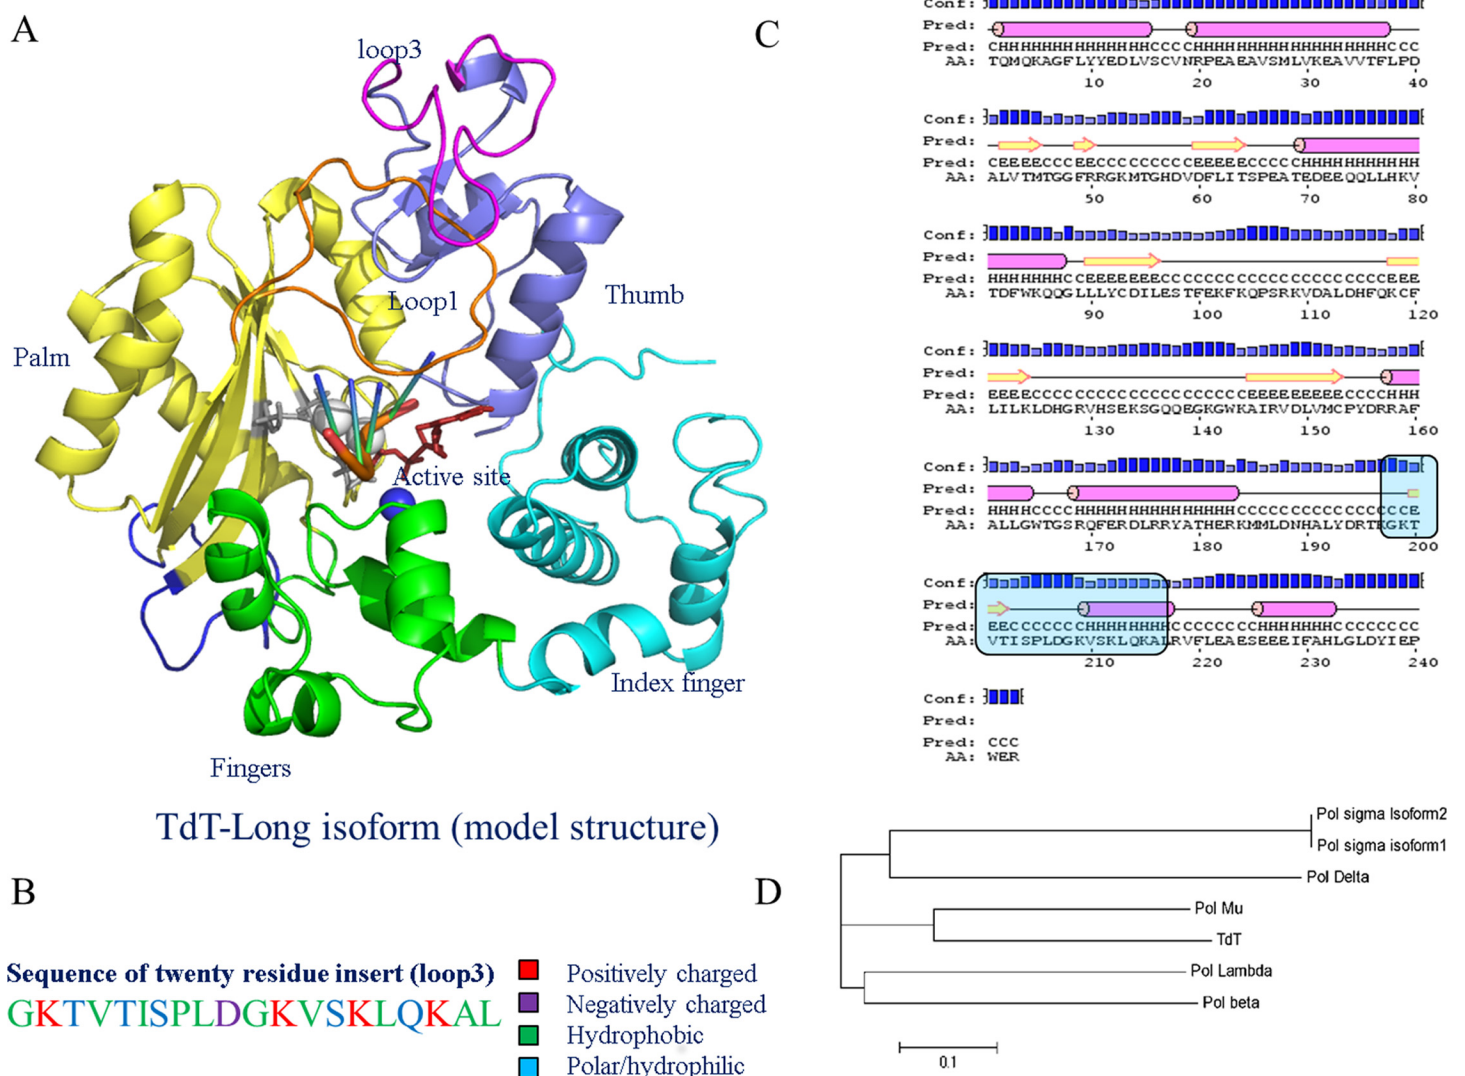 A
loop3
Loop1
Thumb
Palm
Active site
Index finger
Fingers
TdT-Long isoform (model structure)
B
Sequence of twenty residue insert (loop3)
GKTVTISPLDGKVSKLQKAL
Positively charged
Negatively charged
Hydrophobic
Polar/hydrophilic
C
Conf:
Pred:
Pred: CHHHHHHHHHHHHHHCCCCHHHHHHHHHHHHHHHHHHCCC
AA: TQMQKAGFLYYEDLVSCVNRPEAEAVSMLVKEAVVTFLPD
10 20 30 40
Conf:
Pred:
Pred: CEEEECCCEECCCCCCCCCEEEEECCCCCHHHHHHHHHHH
AA: ALVTMTGGFRRGKMTGHDVDFLITSPEATEDEEQQLLHKV
50 60 70 80
Conf:
Pred:
Pred: HHHHHHHCCEEEEEEECCCCCCCCCCCCCCCCCCCCCEEE
AA: TDFWKQQGLLLYCDILESTFEKFKQPSRKVDALDHFQKCF
90 100 110 120
Conf:
Pred:
Pred: EEEECCCCCCCCCCCCCCCCCCCCEEEEEEEEECCCCHHH
AA: LILKLDHGRVHSEKSGQQEGKGWKAIRVDLVMCPYDRRAF
130 140 150 160
Conf:
Pred:
Pred: HHHHCCCCHHHHHHHHHHHHHHHCCCCCCCCCCCCCCCCE
AA: ALLGWTGSRQFERDLRRYATHERKMMLDNHALYDRTKGKT
170 180 190 200
Conf:
Pred:
Pred: EECCCCCCCHHHHHHHHCCCCCCCCHHHHHHHCCCCCCCC
AA: VTISPLDGKVSKLQKALRVFLEAESEEEIFAHLGLDYIEP
210 220 230 240
Conf:
Pred:
Pred: CCC
AA: WER
D
Pol sigma Isoform2
Pol sigma isoform1
Pol Delta
Pol Mu
TdT
Pol Lambda
Pol beta
0.1